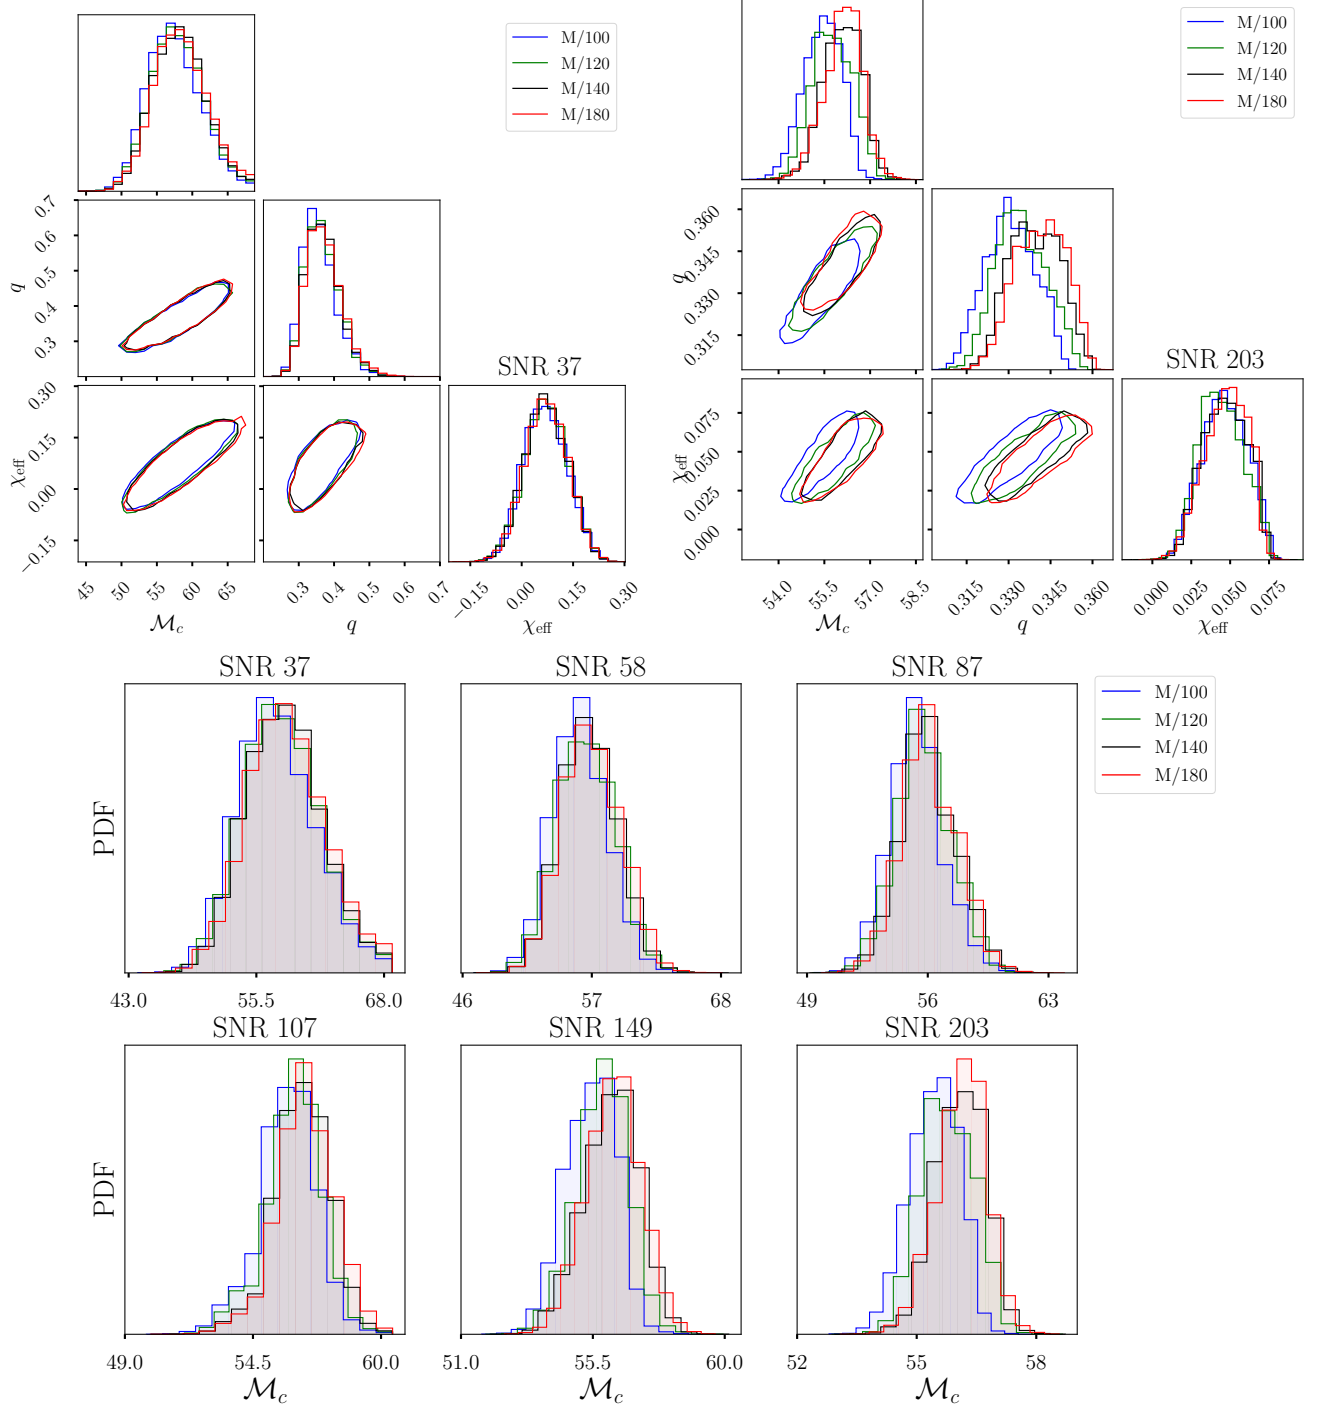 M/100
M/120
M/140
M/180
M/100
M/120
M/140
M/180
q
0.7
0.6
0.5
0.4
0.3
q
0.360
0.345
0.330
0.315
SNR 37
SNR 203
χeff
0.30
0.15
0.00
−0.15
χeff
0.075
0.050
0.025
0.000
45 50 55 60 65
0.3 0.4 0.5 0.6 0.7
−0.15 0.00 0.15 0.30
54.0 55.5 57.0 58.5
0.315 0.330 0.345 0.360
0.000 0.025 0.050 0.075
ℳc q χeff
ℳc q χeff
SNR 37 SNR 58 SNR 87
M/100
M/120
M/140
M/180
PDF
43.0 55.5 68.0
46 57 68
49 56 63
SNR 107 SNR 149 SNR 203
PDF
49.0 54.5 60.0
51.0 55.5 60.0
52 55 58
ℳc ℳc ℳc